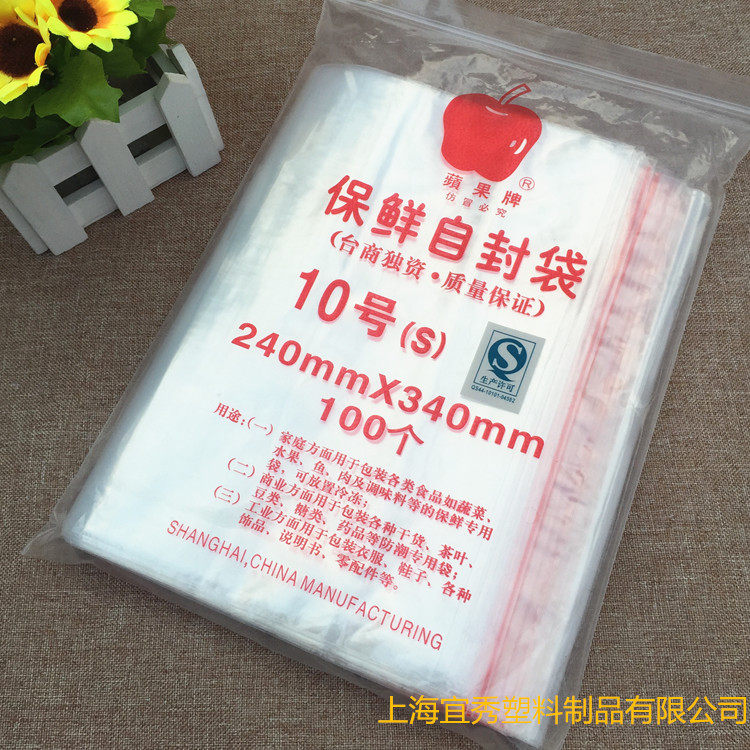 蘋果牌®
仿冒必究
保鲜自封袋
(台商独资·质量保证)
10号(S)
240mmX340mm
100个
生产许可
QS44-10101-04582
用途:(一)家庭方面用于包装各类食品如蔬菜、
水果、鱼、肉及调味料等的保鲜专用
袋,可放置冷冻;
(二)商业方面用于包装各种干货、茶叶、
豆类、糖类、药品等防潮专用袋;
(三)工业方面用于包装衣服、鞋子、各种
饰品、说明书、零配件等。
SHANGHAI,CHINA MANUFACTURING
上海宜秀塑料制品有限公司